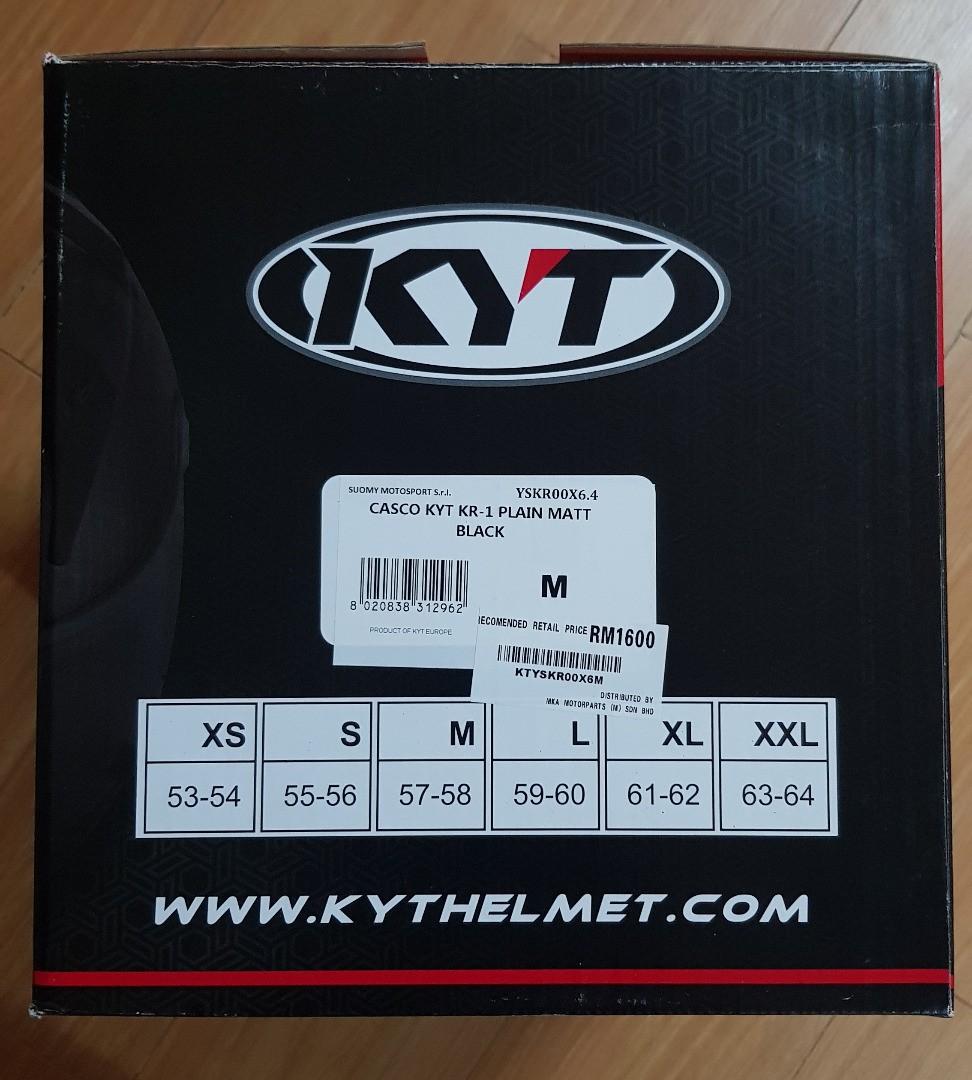 KYT
SUOMY MOTOSPORT S.r.l. YSKR00X6.4
CASCO KYT KR-1 PLAIN MATT
BLACK
M
8 020838 312962
PRODUCT OF KYT EUROPE
RECOMENDED RETAIL PRICE RM1600
KTYSKR00X6M
DISTRIBUTED BY
MKA MOTORPARTS (M) SDN BHD
XS S M L XL XXL
53-54 55-56 57-58 59-60 61-62 63-64
WWW.KYTHELMET.COM